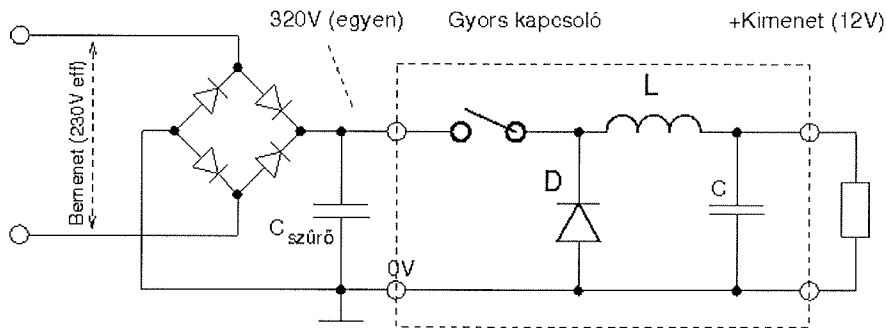 320V (egyen)
Gyors kapcsoló
+Kimenet (12V)
Bemenet (230V eff)
L
D
C
C szűrő
0V